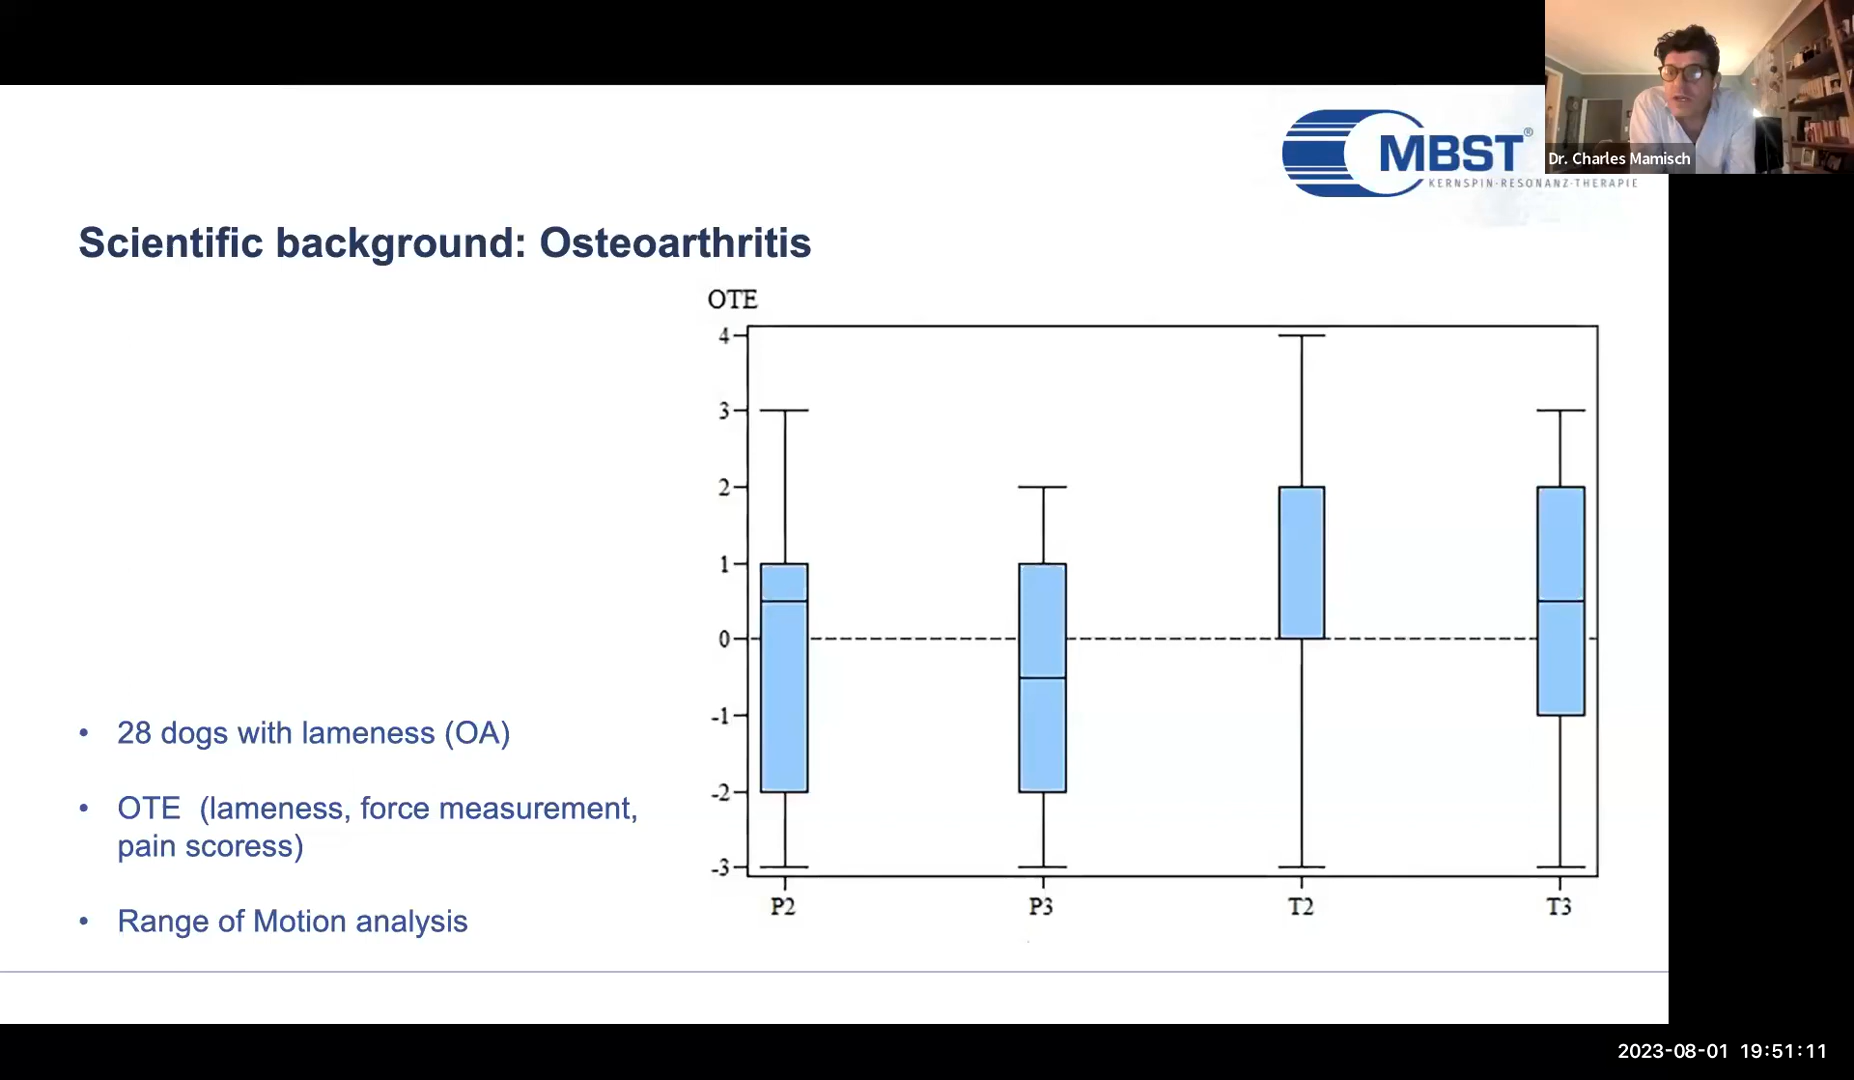 MBST®
KERNSPIN·RESONANZ·THERAPIE
Dr. Charles Mamisch
Scientific background: Osteoarthritis
OTE
4
3
2
1
0
-1
-2
-3
P2
P3
T2
T3
• 28 dogs with lameness (OA)
• OTE (lameness, force measurement,
pain scoress)
• Range of Motion analysis
2023-08-01 19:51:11